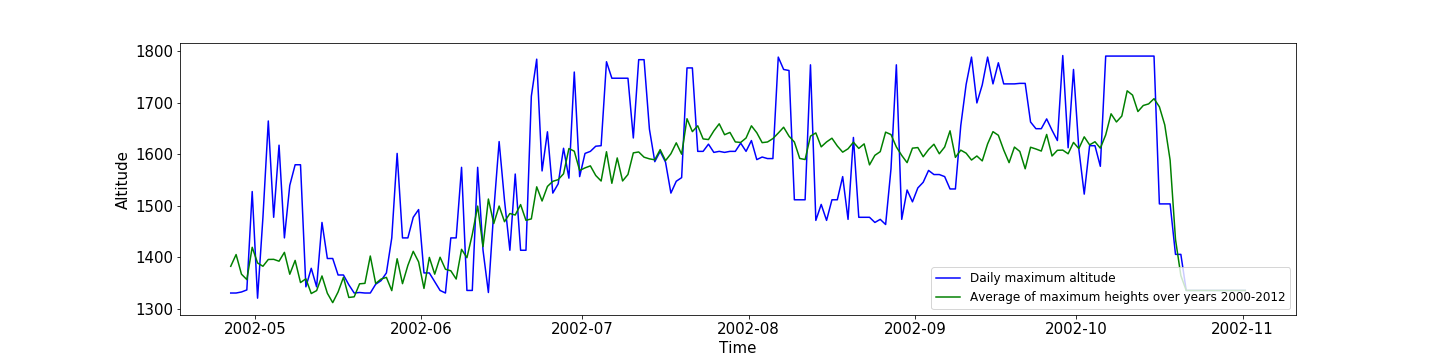 1800
1700
1600
1500
1400
1300
Altitude
Daily maximum altitude
Average of maximum heights over years 2000-2012
2002-05 2002-06 2002-07 2002-08 2002-09 2002-10 2002-11
Time